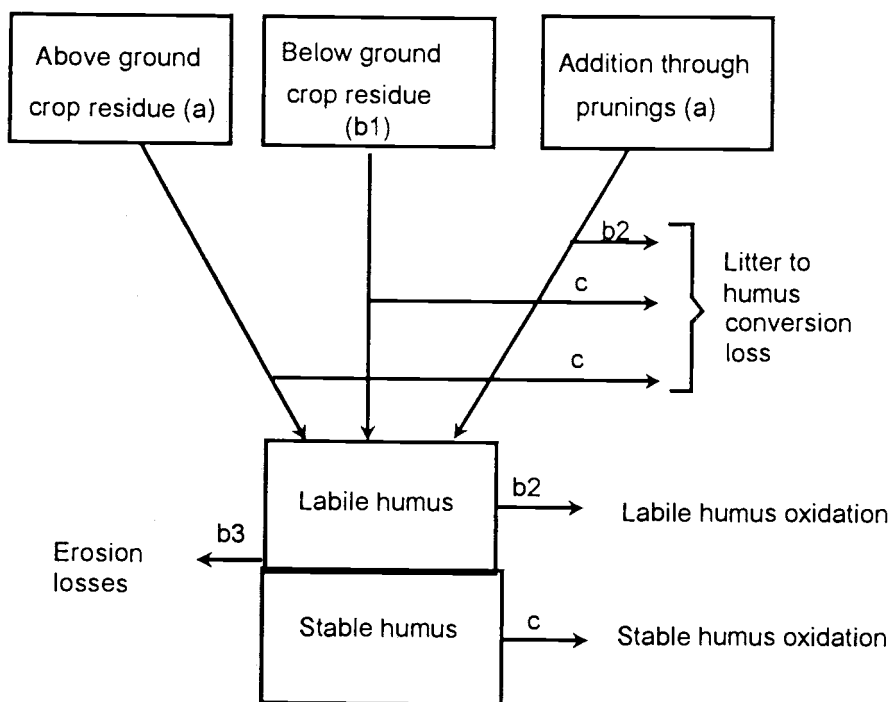 Above ground
crop residue (a)
Below ground
crop residue
(b1)
Addition through
prunings (a)
b2
c
c
Litter to
humus
conversion
loss
Labile humus
b2
Labile humus oxidation
b3
Erosion
losses
Stable humus
c
Stable humus oxidation